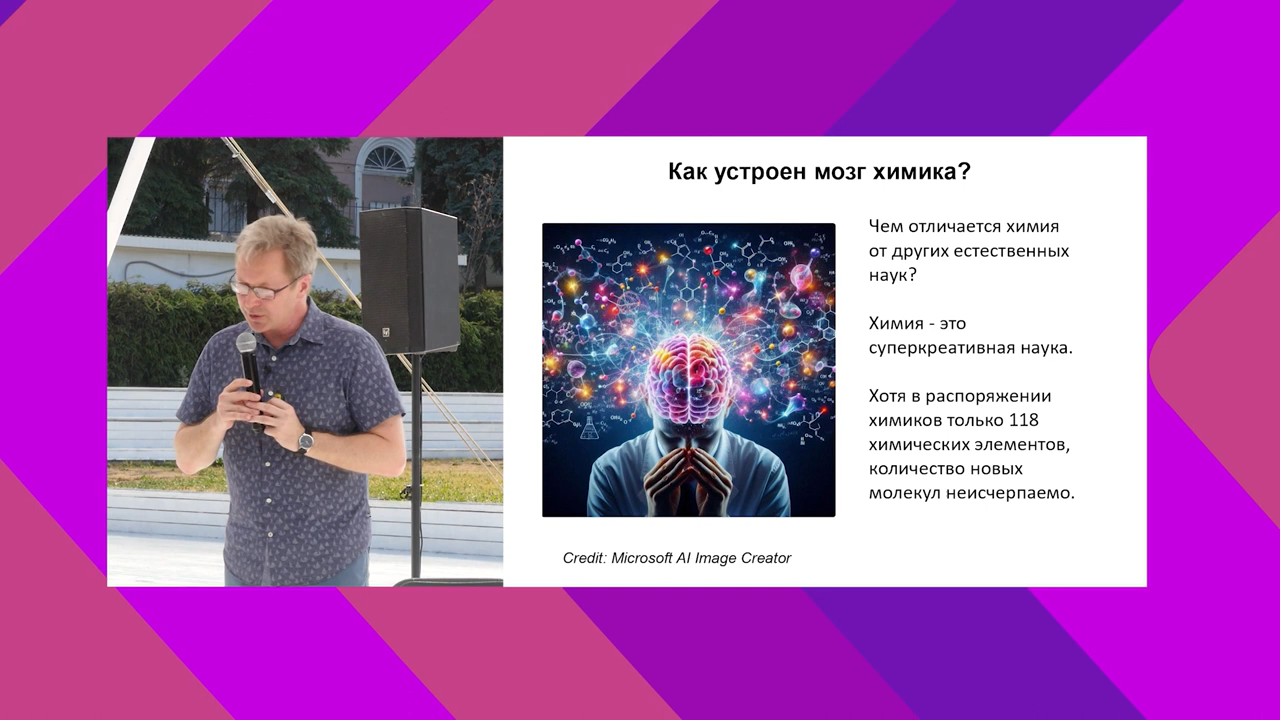 Как устроен мозг химика?
Чем отличается химия
от других естественных
наук?
Химия - это
суперкреативная наука.
Хотя в распоряжении
химиков только 118
химических элементов,
количество новых
молекул неисчерпаемо.
Credit: Microsoft AI Image Creator